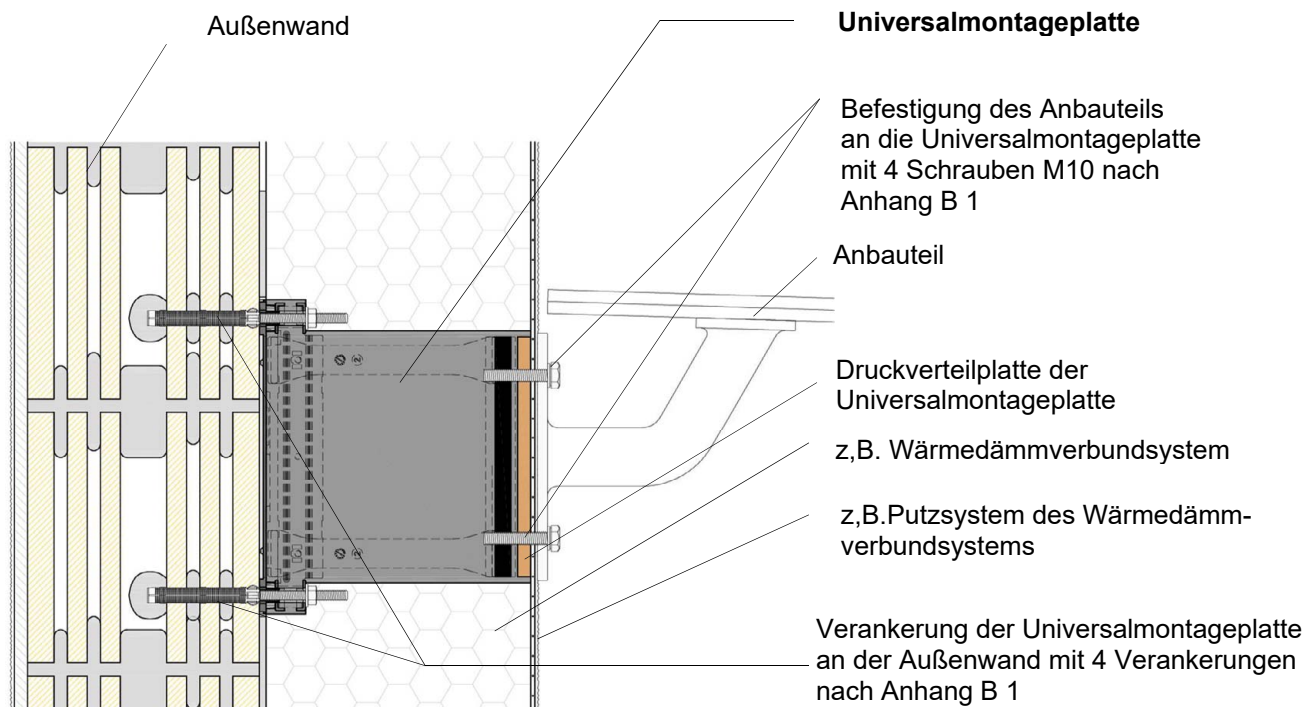 Außenwand
Universalmontageplatte
Befestigung des Anbauteils
an die Universalmontageplatte
mit 4 Schrauben M10 nach
Anhang B 1
Anbauteil
Druckverteilplatte der
Universalmontageplatte
z,B. Wärmedämmverbundsystem
z,B.Putzsystem des Wärmedämm-
verbundsystems
Verankerung der Universalmontageplatte
an der Außenwand mit 4 Verankerungen
nach Anhang B 1